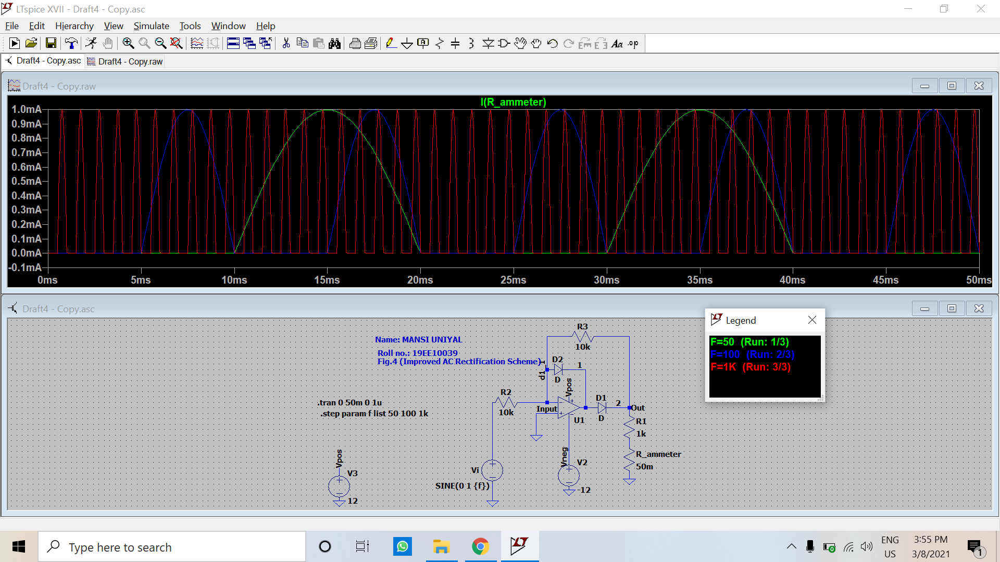 LTspice XVII - Draft4 - Copy.asc
File Edit Hierarchy View Simulate Tools Window Help
Draft4 - Copy.asc Draft4 - Copy.raw
Draft4 - Copy.raw
I(R_ammeter)
1.0mA
0.9mA
0.8mA
0.7mA
0.6mA
0.5mA
0.4mA
0.3mA
0.2mA
0.1mA
0.0mA
-0.1mA
0ms 5ms 10ms 15ms 20ms 25ms 30ms 35ms 40ms 45ms 50ms
Draft4 - Copy.asc
Legend
F=50 (Run: 1/3)
F=100 (Run: 2/3)
F=1K (Run: 3/3)
Name: MANSI UNIYAL
Roll no.: 19EE10039
Fig.4 (Improved AC Rectification Scheme)
R3
10k
d1_1
D2
1
D
Vpos
R2
10k
Input
U1
D1
D
2
Out
R1
1k
R_ammeter
50m
.tran 0 50m 0 1u
.step param f list 50 100 1k
Vpos
V3
12
Vi
SINE(0 1 {f})
Vneg
V2
-12
Type here to search
ENG
US
3:55 PM
3/8/2021
1